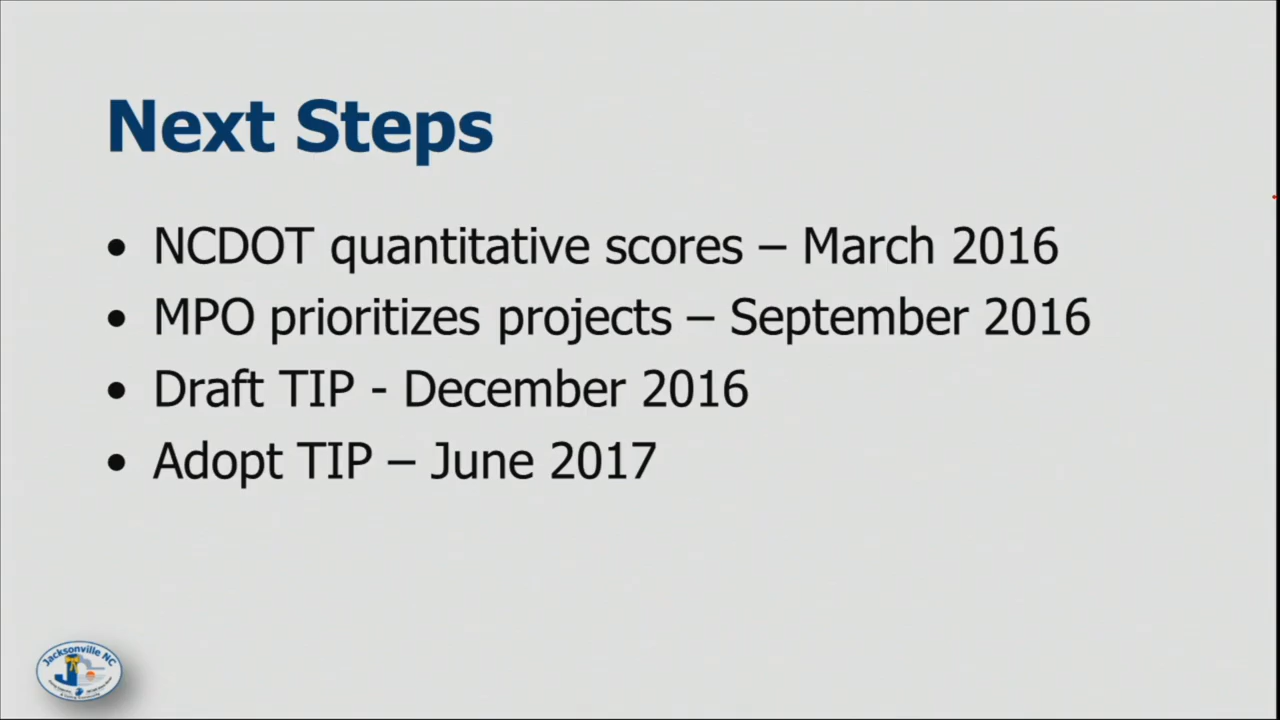 Next Steps
• NCDOT quantitative scores – March 2016
• MPO prioritizes projects – September 2016
• Draft TIP - December 2016
• Adopt TIP – June 2017
Jacksonville NC